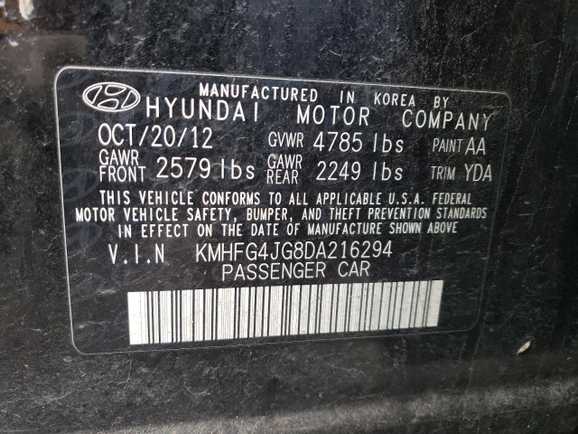 MANUFACTURED IN KOREA BY
HYUNDAI MOTOR COMPANY
OCT/20/12 GVWR 4785 lbs PAINT AA
GAWR FRONT 2579 lbs GAWR REAR 2249 lbs TRIM YDA
THIS VEHICLE CONFORMS TO ALL APPLICABLE U.S.A. FEDERAL
MOTOR VEHICLE SAFETY, BUMPER, AND THEFT PREVENTION STANDARDS
IN EFFECT ON THE DATE OF MANUFACTURE SHOWN ABOVE
V.I.N KMHFG4JG8DA216294
PASSENGER CAR